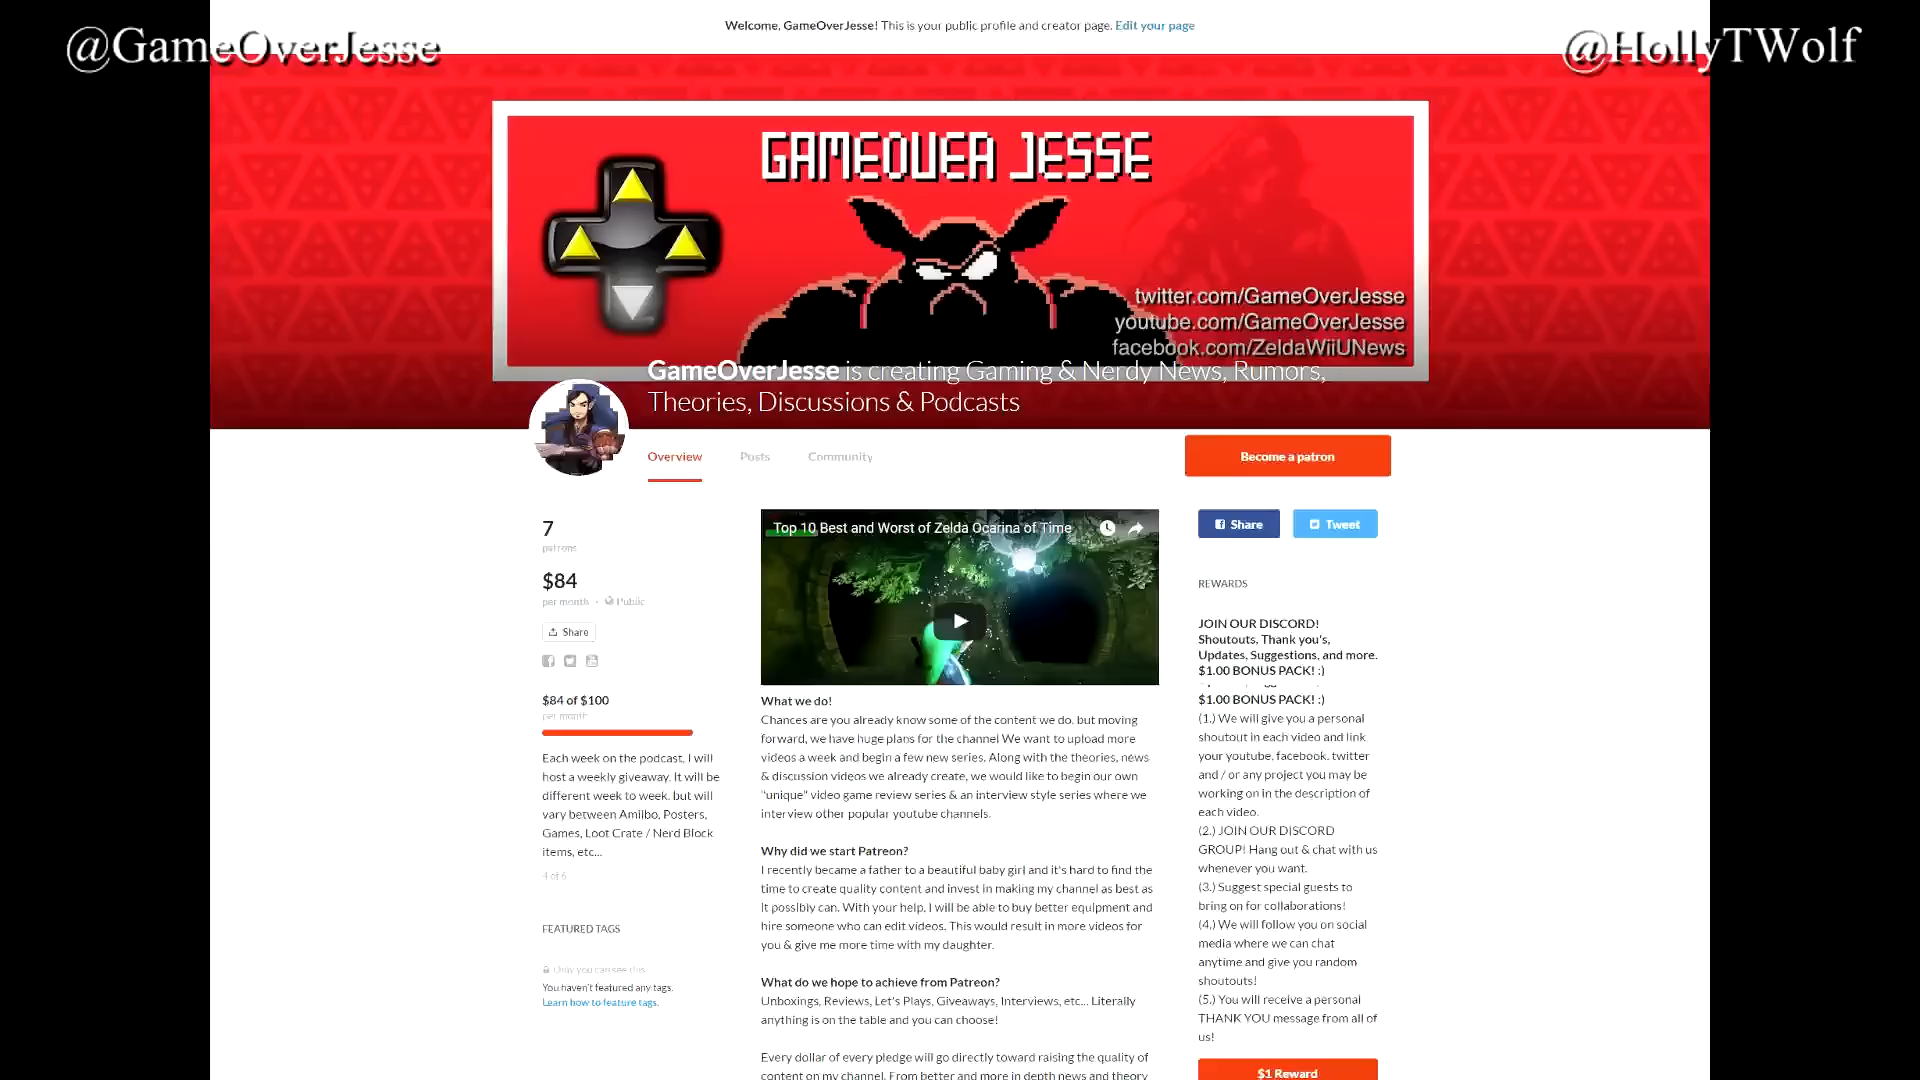 Welcome, GameOverJesse! This is your public profile and creator page. Edit your page
@GameOverJesse
@HollyTWolf
GAMEOVER JESSE
twitter.com/GameOverJesse
youtube.com/GameOverJesse
facebook.com/ZeldaWiiUNews
GameOverJesse is creating Gaming & Nerdy News, Rumors,
Theories, Discussions & Podcasts
Overview
Posts
Community
Become a patron
7
patrons
$84
per month · Public
Share
$84 of $100
per month
Each week on the podcast, I will
host a weekly giveaway. It will be
different week to week, but will
vary between Amiibo, Posters,
Games, Loot Crate / Nerd Block
items, etc...
4 of 6
FEATURED TAGS
Only you can see this
You haven't featured any tags.
Learn how to feature tags.
Top 10 Best and Worst of Zelda Ocarina of Time
What we do!
Chances are you already know some of the content we do, but moving
forward, we have huge plans for the channel We want to upload more
videos a week and begin a few new series. Along with the theories, news
& discussion videos we already create, we would like to begin our own
"unique" video game review series & an interview style series where we
interview other popular youtube channels.
Why did we start Patreon?
I recently became a father to a beautiful baby girl and it's hard to find the
time to create quality content and invest in making my channel as best as
it possibly can. With your help, I will be able to buy better equipment and
hire someone who can edit videos. This would result in more videos for
you & give me more time with my daughter.
What do we hope to achieve from Patreon?
Unboxings, Reviews, Let's Plays, Giveaways, Interviews, etc... Literally
anything is on the table and you can choose!
Every dollar of every pledge will go directly toward raising the quality of
content on my channel. From better and more in depth news and theory
Share
Tweet
REWARDS
JOIN OUR DISCORD!
Shoutouts, Thank you's,
Updates, Suggestions, and more.
$1.00 BONUS PACK! :)
$1.00 BONUS PACK! :)
(1.) We will give you a personal
shoutout in each video and link
your youtube, facebook, twitter
and / or any project you may be
working on in the description of
each video.
(2.) JOIN OUR DISCORD
GROUP! Hang out & chat with us
whenever you want.
(3.) Suggest special guests to
bring on for collaborations!
(4.) We will follow you on social
media where we can chat
anytime and give you random
shoutouts!
(5.) You will receive a personal
THANK YOU message from all of
us!
$1 Reward